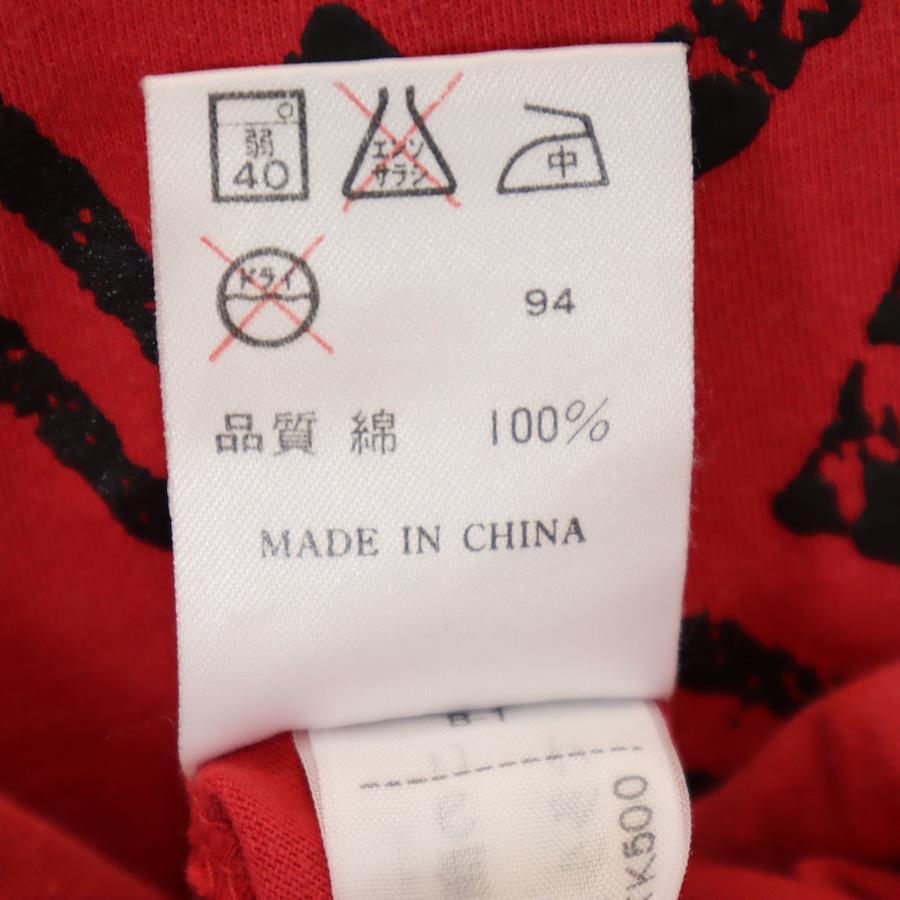 弱
40
エンソ
サラシ
中
ドライ
94
品質 綿 100%
MADE IN CHINA
B-1
K500